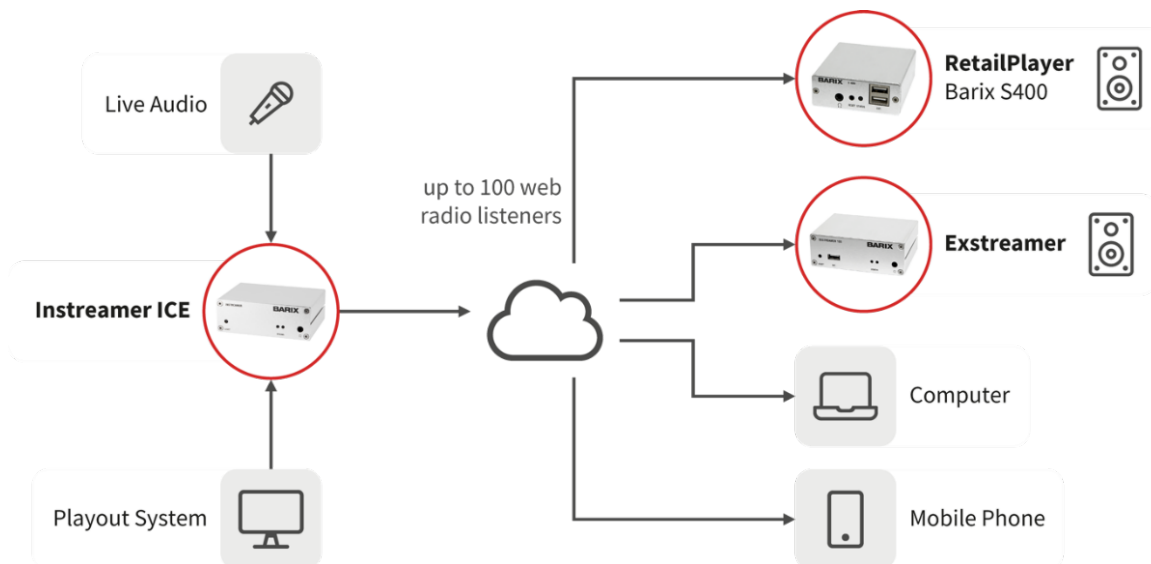 Live Audio
up to 100 web
radio listeners
Instreamer ICE
BARIX
Playout System
BARIX
RetailPlayer
Barix S400
BARIX
Exstreamer
Computer
Mobile Phone